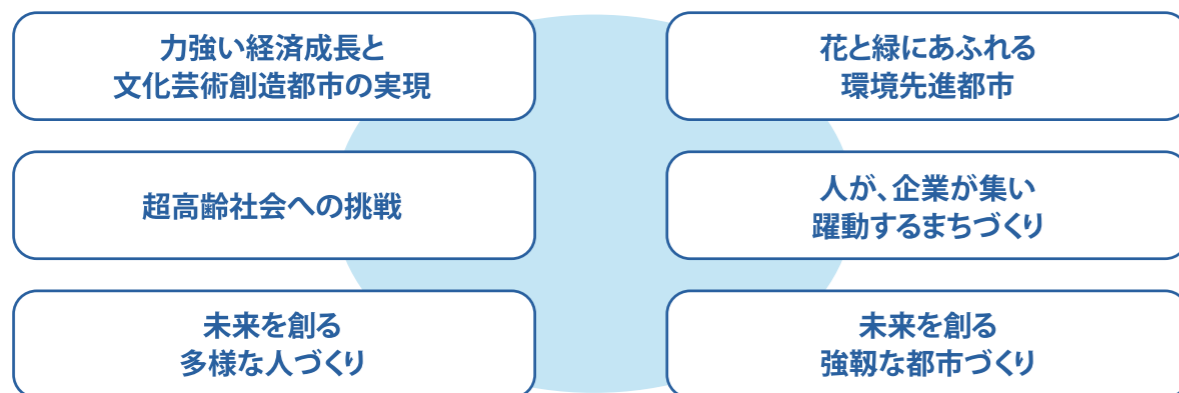 力強い経済成長と
文化芸術創造都市の実現
花と緑にあふれる
環境先進都市
超高齢社会への挑戦
人が、企業が集い
躍動するまちづくり
未来を創る
多様な人づくり
未来を創る
強靱な都市づくり